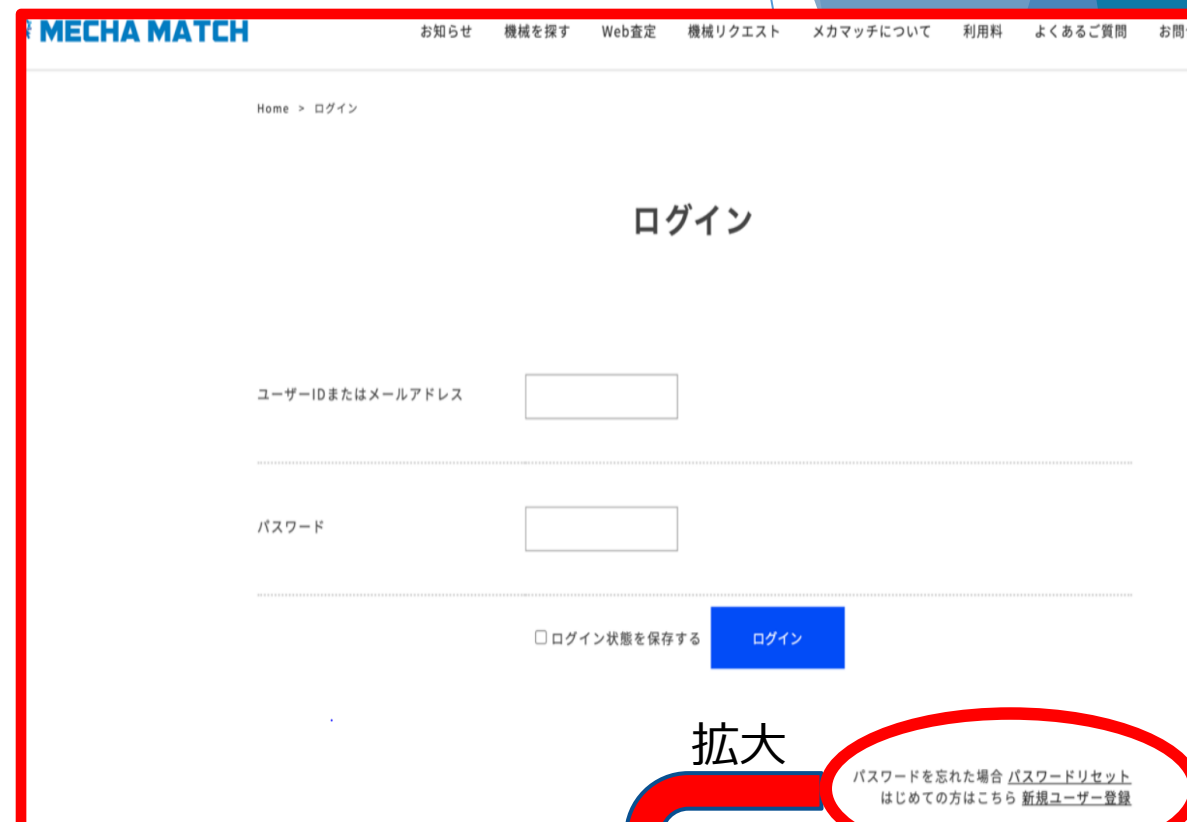 MECHA MATCH
お知らせ 機械を探す Web査定 機械リクエスト メカマッチについて 利用料 よくあるご質問 お問
Home > ログイン
ログイン
ユーザーIDまたはメールアドレス
パスワード
ログイン状態を保存する ログイン
拡大
パスワードを忘れた場合 パスワードリセット
はじめての方はこちら 新規ユーザー登録